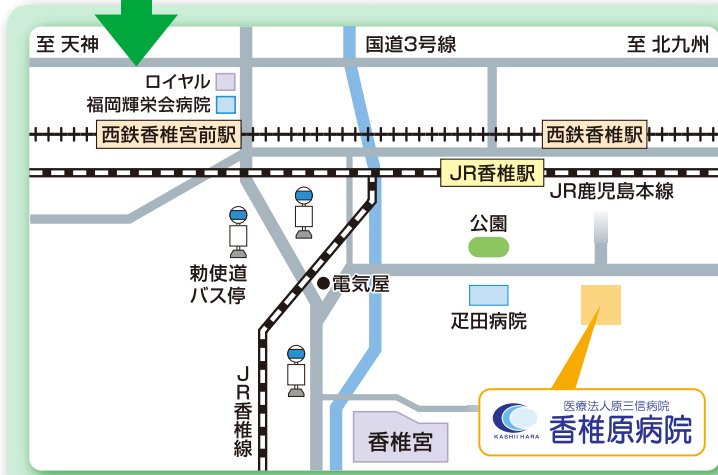 至 天神
国道3号線
至 北九州
ロイヤル
福岡輝栄会病院
西鉄香椎宮前駅
西鉄香椎駅
JR香椎駅
JR鹿児島本線
公園
勅使道
バス停
電気屋
疋田病院
JR香椎線
香椎宮
医療法人原三信病院
香椎原病院
KASHII HARA